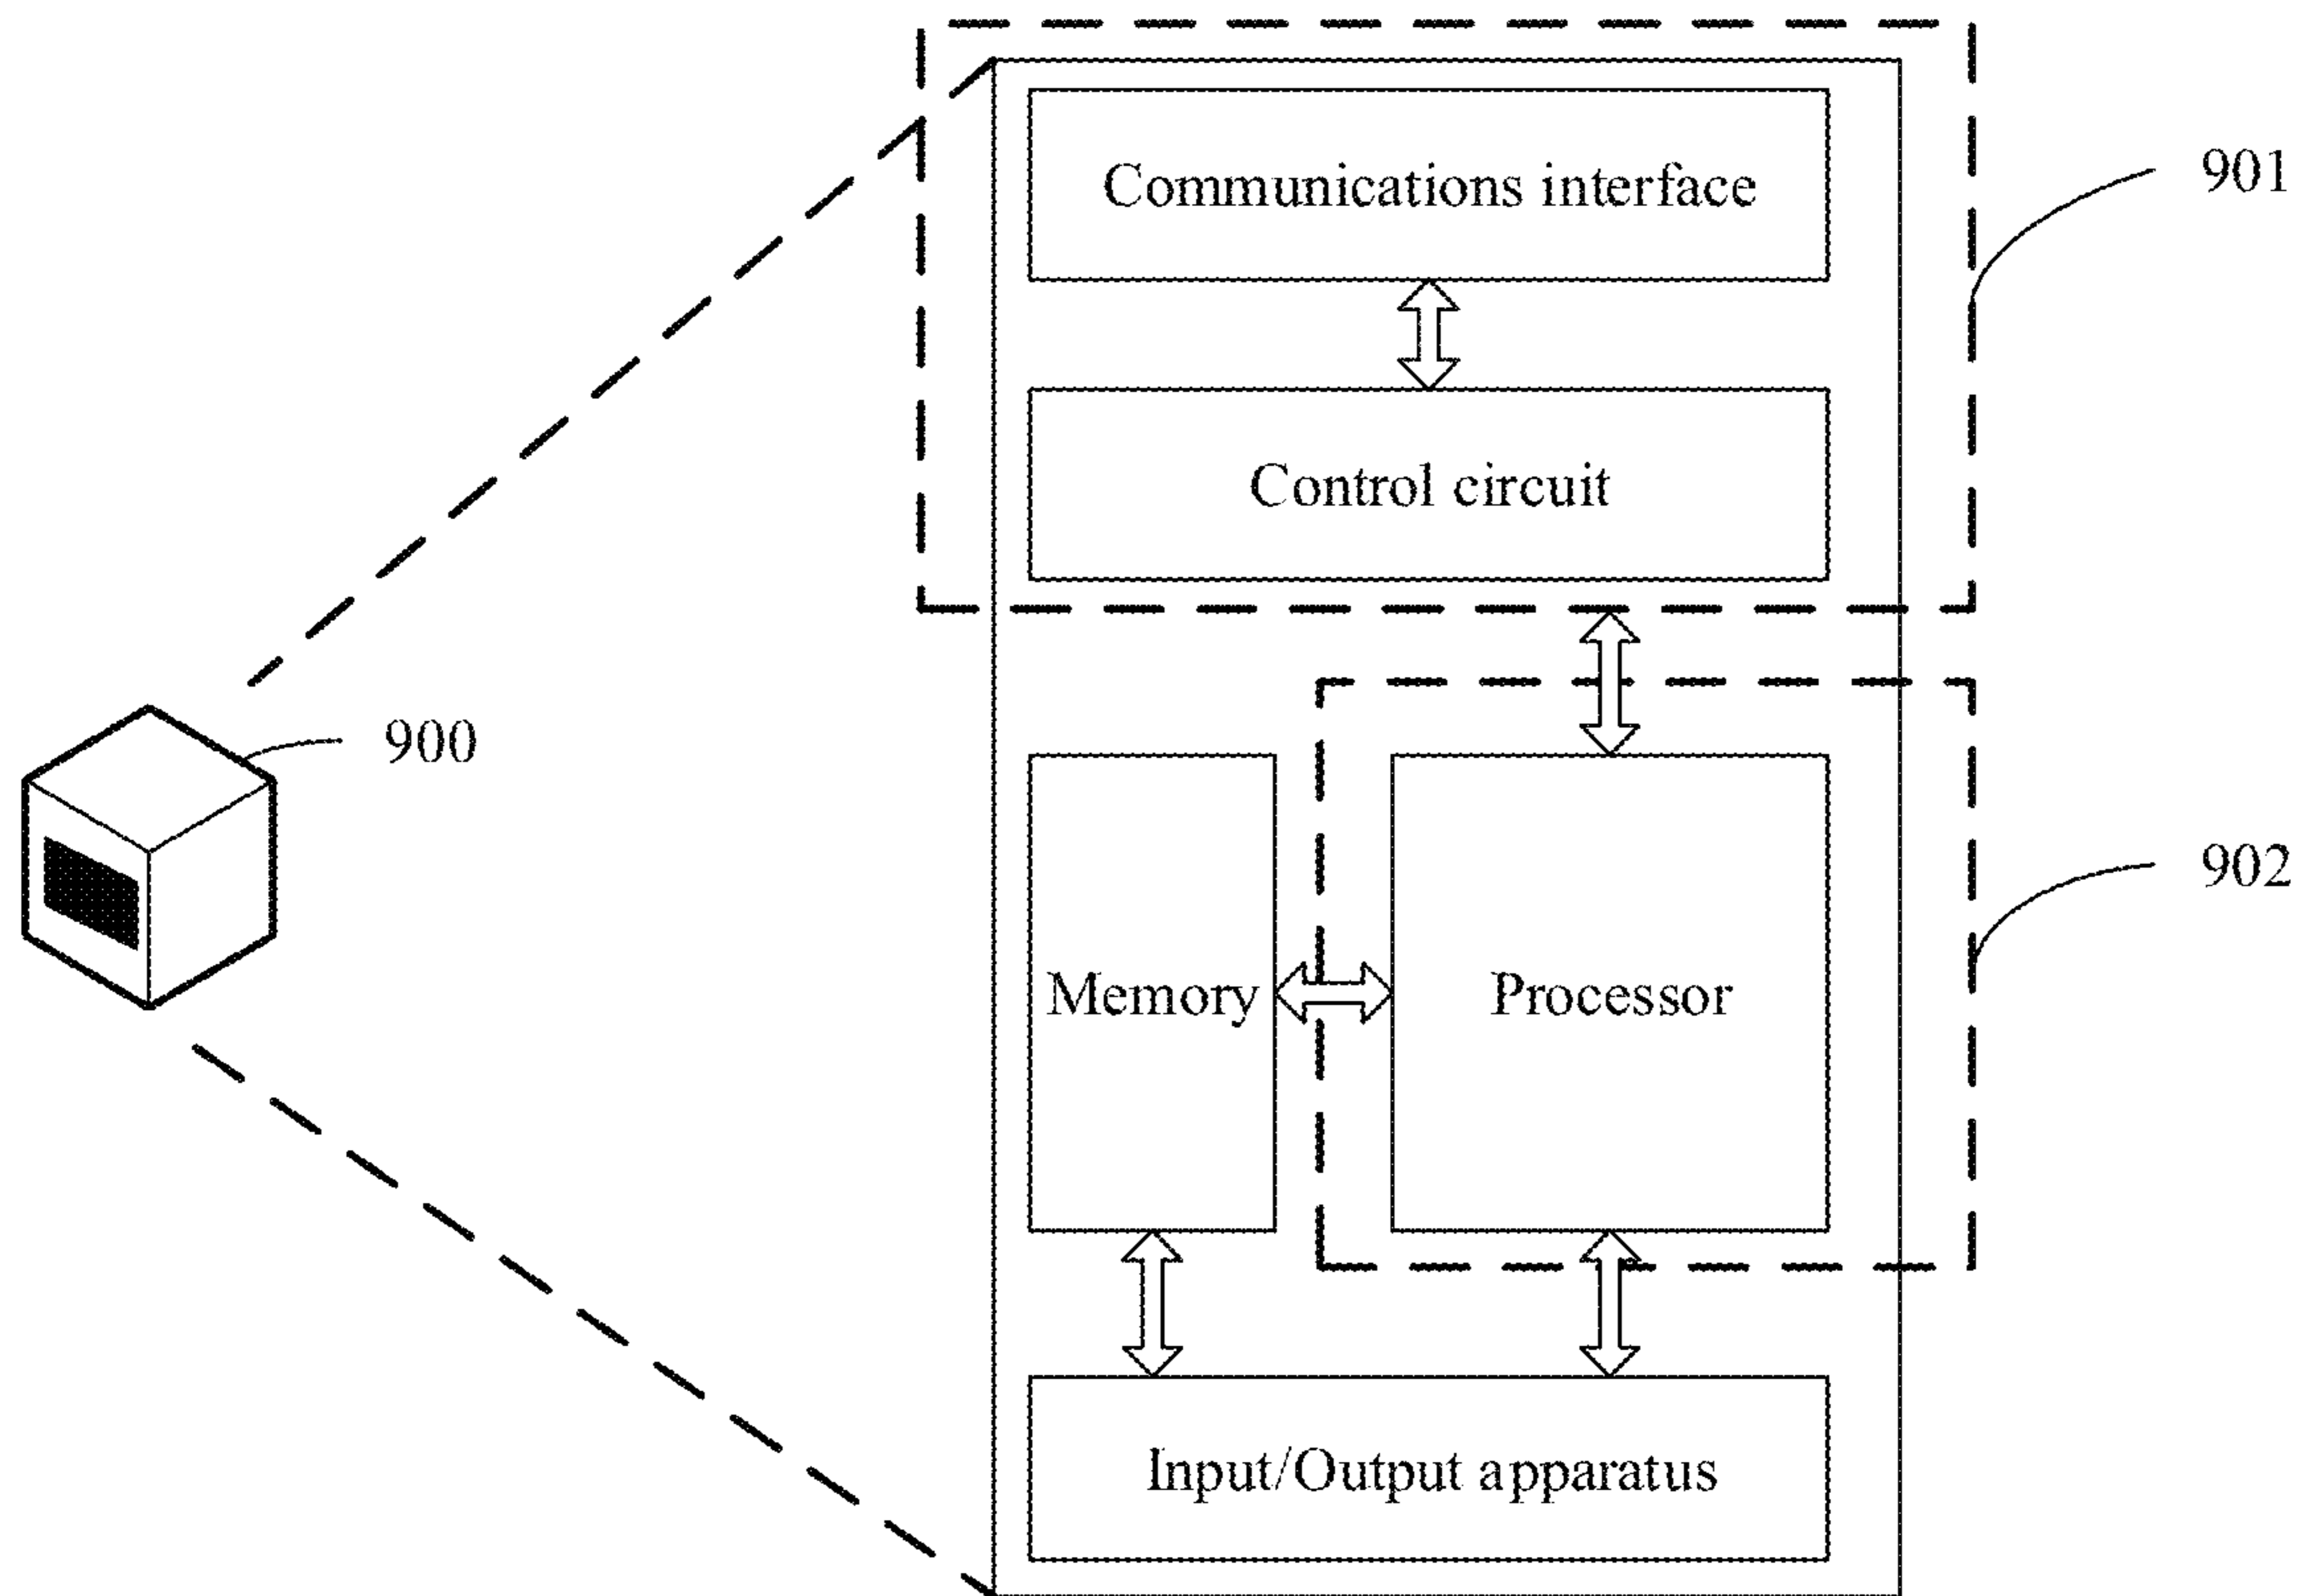 Communications interface
901
Control circuit
900
902
Memory
Processor
Input/Output apparatus